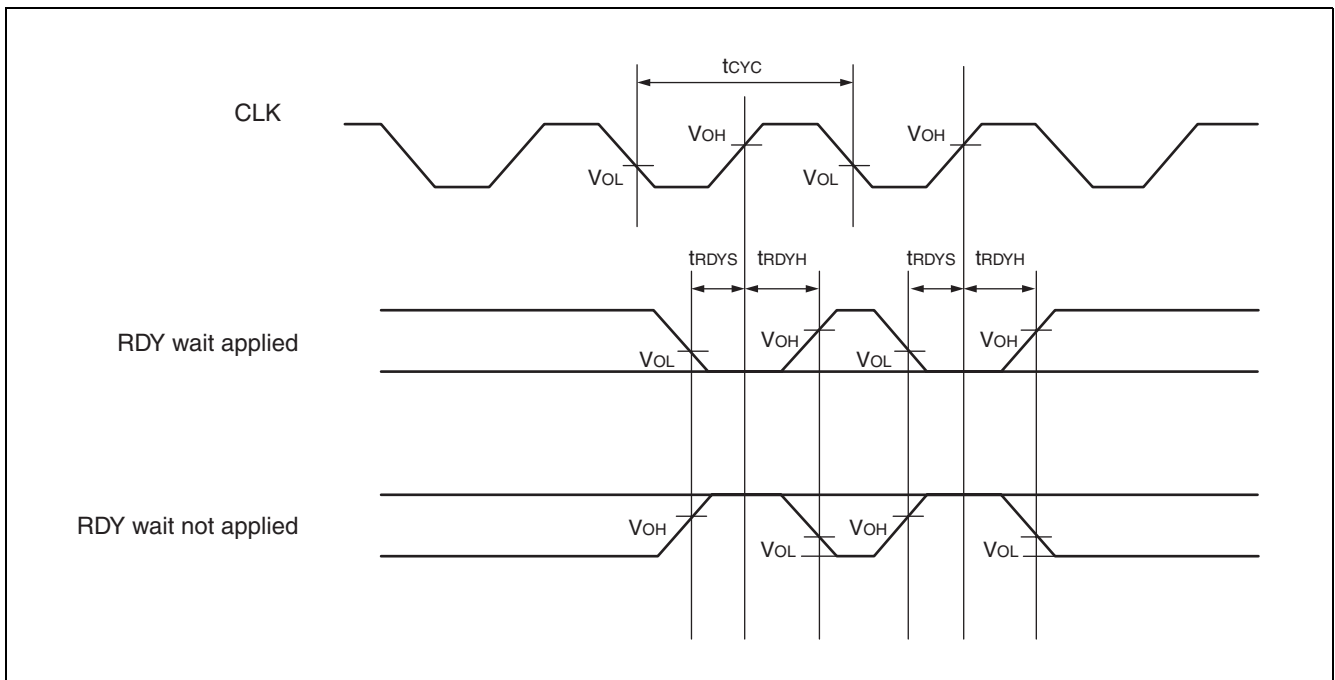 tCYC
CLK
VOH
VOH
VOL
VOL
tRDYS
tRDYH
tRDYS
tRDYH
RDY wait applied
VOL
VOH
VOL
VOH
RDY wait not applied
VOH
VOL
VOH
VOL